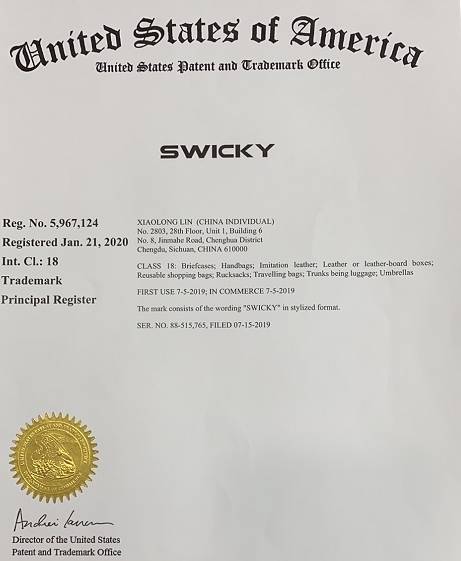 United States of America
United States Patent and Trademark Office
SWICKY
Reg. No. 5,967,124
Registered Jan. 21, 2020
Int. Cl.: 18
Trademark
Principal Register
XIAOLONG LIN (CHINA INDIVIDUAL)
No. 2803, 28th Floor, Unit 1, Building 6
No. 8, Jinmahe Road, Chenghua District
Chengdu, Sichuan, CHINA 610000
CLASS 18: Briefcases; Handbags; Imitation leather; Leather or leather-board boxes;
Reusable shopping bags; Rucksacks; Travelling bags; Trunks being luggage; Umbrellas
FIRST USE 7-5-2019; IN COMMERCE 7-5-2019
The mark consists of the wording "SWICKY" in stylized format.
SER. NO. 88-515,765, FILED 07-15-2019
Director of the United States
Patent and Trademark Office